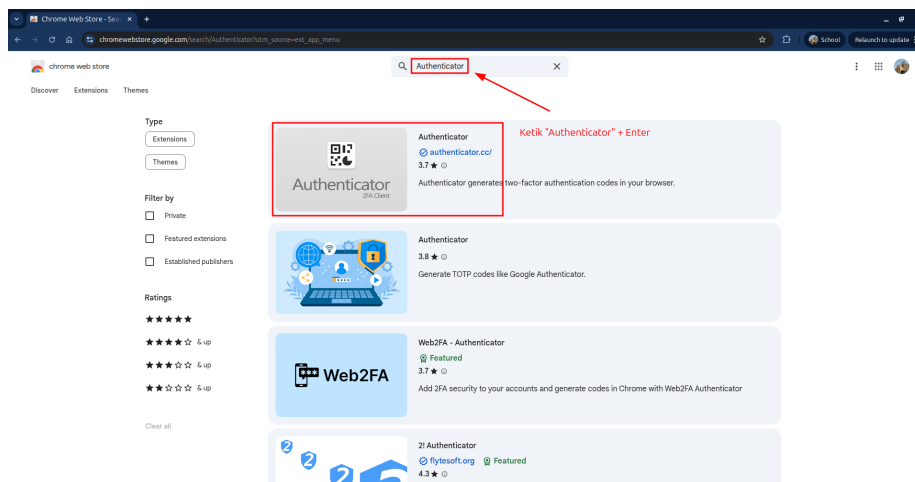 Chrome Web Store - Sea
chromewebstore.google.com/search/Authenticator?utm_source=ext_app_menu
School
Relaunch to update
chrome web store
Authenticator
Discover
Extensions
Themes
Type
Extensions
Themes
Filter by
Private
Featured extensions
Established publishers
Ratings
& up
& up
& up
Clear all
Ketik "Authenticator" + Enter
Authenticator
2FA Client
Authenticator
authenticator.cc/
3.7
Authenticator generates two-factor authentication codes in your browser.
Authenticator
3.8
Generate TOTP codes like Google Authenticator.
Web2FA
Web2FA - Authenticator
Featured
3.7
Add 2FA security to your accounts and generate codes in Chrome with Web2FA Authenticator
2
2
2
2
2! Authenticator
flytesoft.org
Featured
4.3